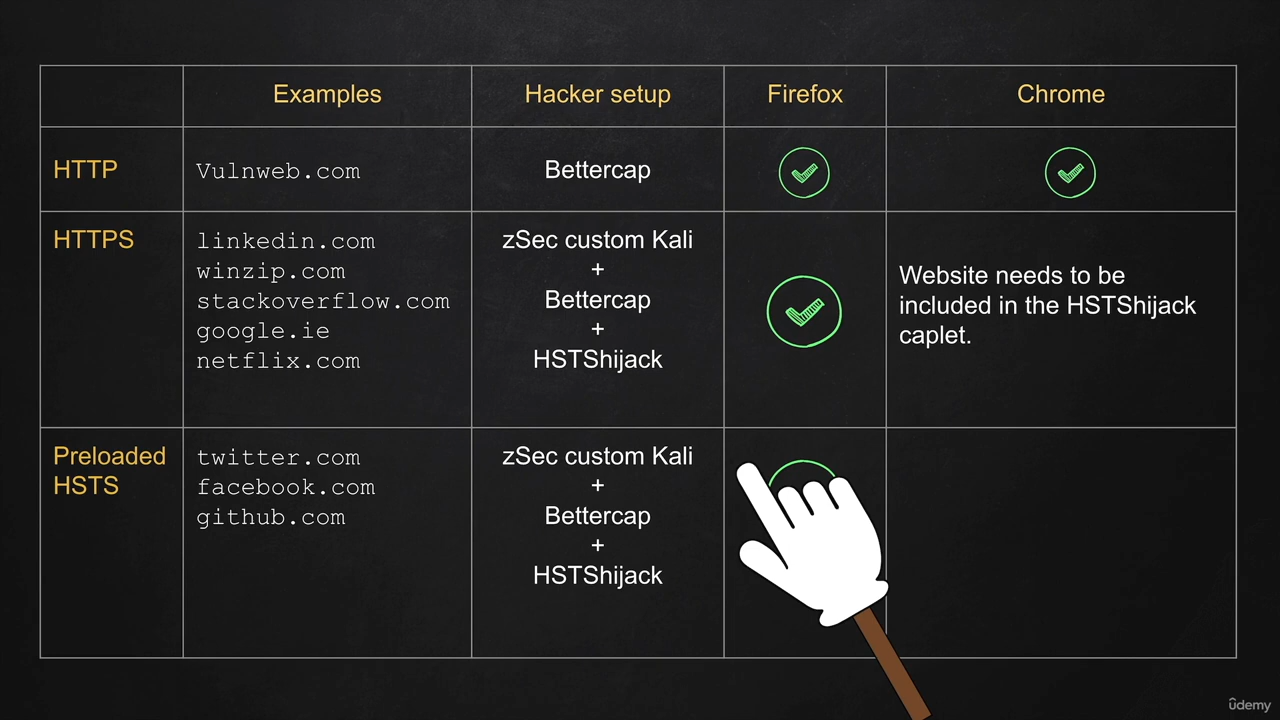 Examples
Hacker setup
Firefox
Chrome
HTTP
Vulnweb.com
Bettercap
HTTPS
linkedin.com
winzip.com
stackoverflow.com
google.ie
netflix.com
zSec custom Kali
+
Bettercap
+
HSTShijack
Website needs to be
included in the HSTShijack
caplet.
Preloaded
HSTS
twitter.com
facebook.com
github.com
zSec custom Kali
+
Bettercap
+
HSTShijack
ûdemy